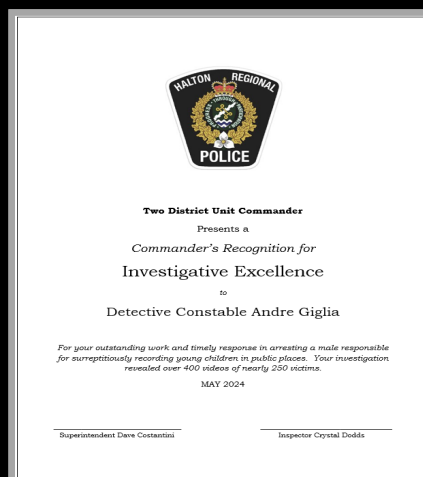 HALTON REGIONAL
POLICE
Two District Unit Commander
Presents a
Commander's Recognition for
Investigative Excellence
to
Detective Constable Andre Giglia
For your outstanding work and timely response in arresting a male responsible
for surreptitiously recording young children in public places.  Your investigation
revealed over 400 videos of nearly 250 victims.
MAY 2024
Superintendent Dave Costantini
Inspector Crystal Dodds